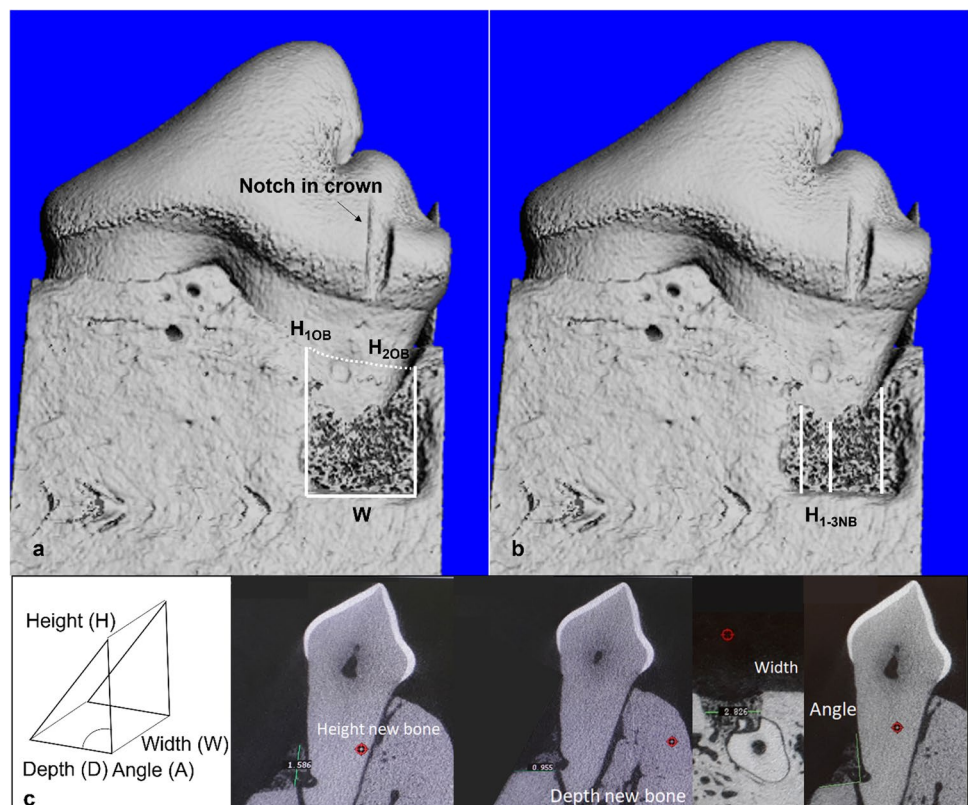 Notch in crown
H1OB
H2OB
W
a
H1-3NB
b
Height (H)
Width (W)
Depth (D) Angle (A)
c
Height new bone
1.586
0.955
Depth new bone
Width
2.826
Angle